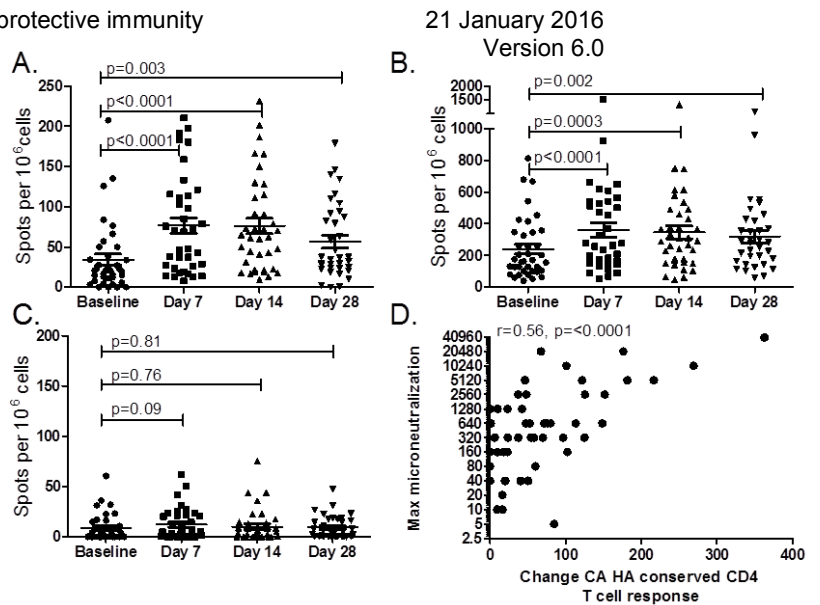 protective immunity
21 January 2016
Version 6.0
A.
p=0.003
p<0.0001
p<0.0001
Spots per 10⁶cells
250
200
150
100
50
0
Baseline Day 7 Day 14 Day 28
B.
p=0.002
p=0.0003
p<0.0001
Spots per 10⁶ cells
2000
1500
1000
800
600
400
200
0
Baseline Day 7 Day 14 Day 28
C.
p=0.81
p=0.76
p=0.09
Spots per 10⁶ cells
200
150
100
50
0
Baseline Day 7 Day 14 Day 28
D.
r=0.56, p=<0.0001
Max microneutralization
40960
20480
10240
5120
2560
1280
640
320
160
80
40
20
10
5
2.5
0 100 200 300 400
Change CA HA conserved CD4
T cell response